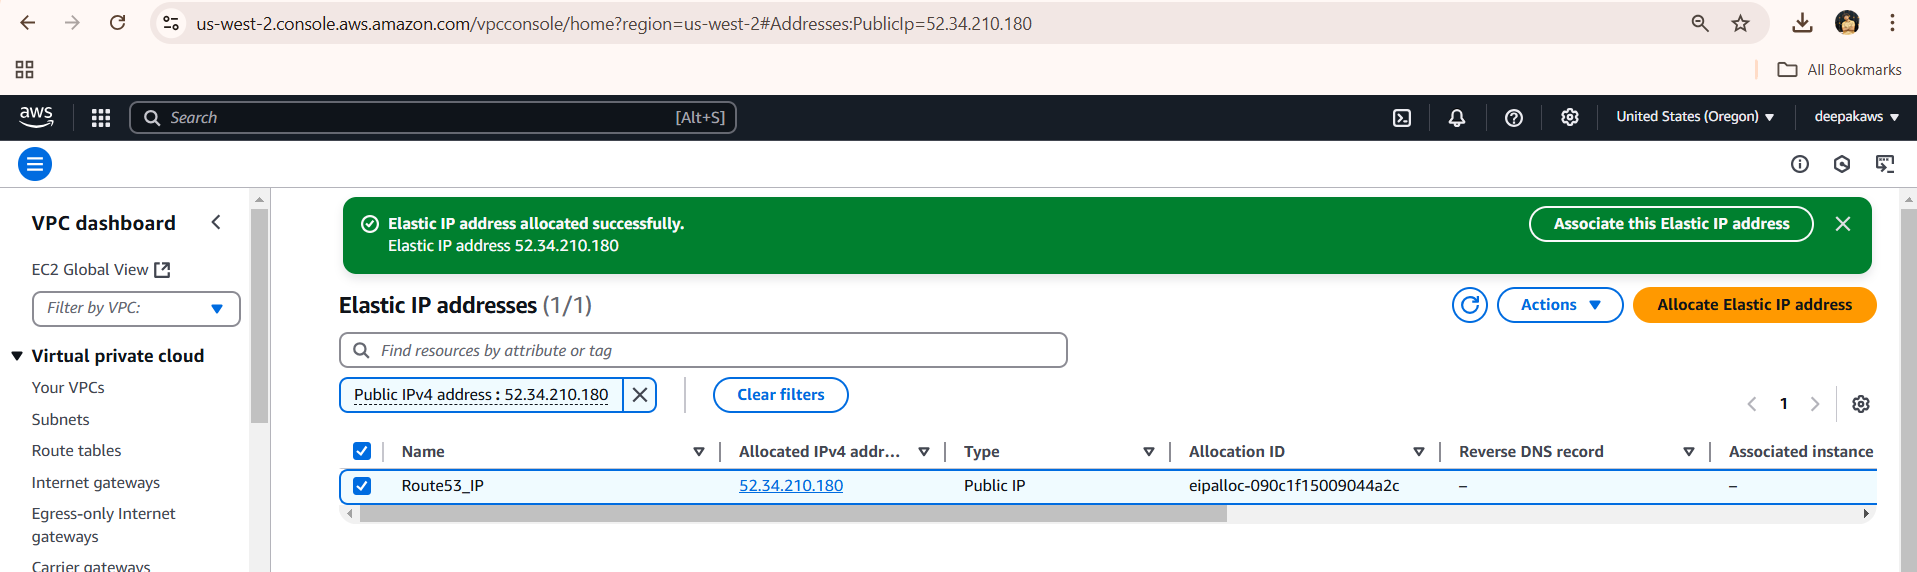 us-west-2.console.aws.amazon.com/vpcconsole/home?region=us-west-2#Addresses:PublicIp=52.34.210.180
All Bookmarks
aws
Search
[Alt+S]
United States (Oregon)
deepakaws
VPC dashboard
EC2 Global View
Filter by VPC:
Virtual private cloud
Your VPCs
Subnets
Route tables
Internet gateways
Egress-only Internet
gateways
Carrier gateways
Elastic IP address allocated successfully.
Elastic IP address 52.34.210.180
Associate this Elastic IP address
Elastic IP addresses (1/1)
Actions
Allocate Elastic IP address
Find resources by attribute or tag
Public IPv4 address : 52.34.210.180
Clear filters
1
Name Allocated IPv4 addr... Type Allocation ID Reverse DNS record Associated instance
Route53_IP 52.34.210.180 Public IP eipalloc-090c1f15009044a2c – –